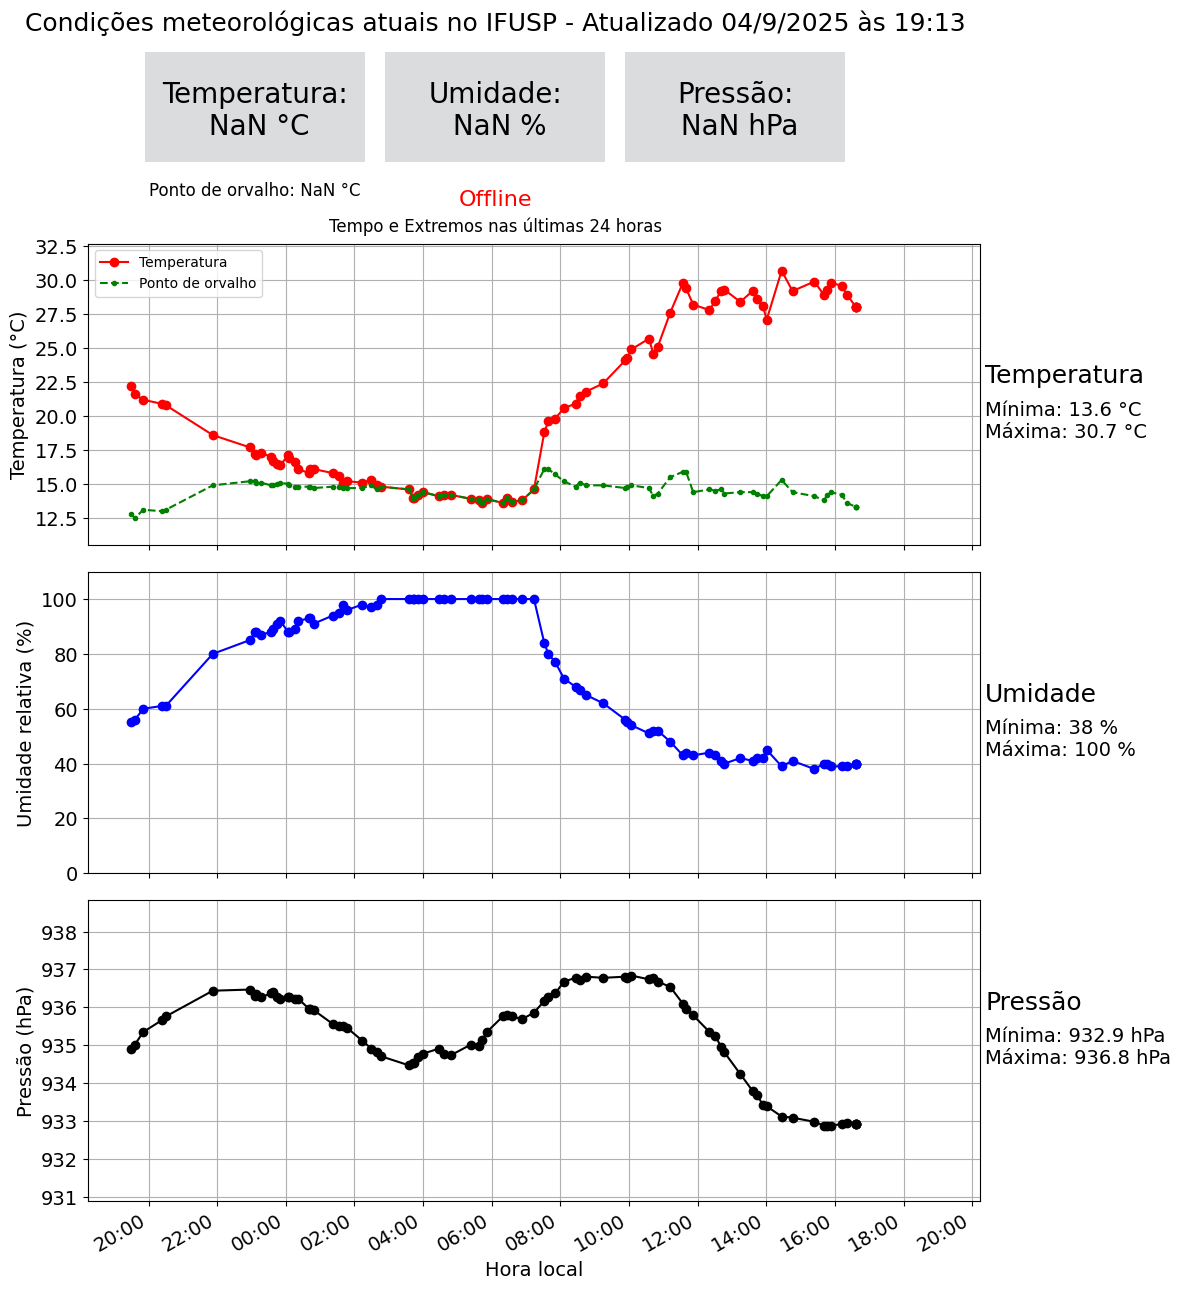 Condições meteorológicas atuais no IFUSP - Atualizado 04/9/2025 às 19:13
Temperatura:
NaN °C
Umidade:
NaN %
Pressão:
NaN hPa
Ponto de orvalho: NaN °C
Offline
Tempo e Extremos nas últimas 24 horas
Temperatura (°C)
32.5
30.0
27.5
25.0
22.5
20.0
17.5
15.0
12.5
Temperatura
Ponto de orvalho
Temperatura
Mínima: 13.6 °C
Máxima: 30.7 °C
Umidade relativa (%)
100
80
60
40
20
0
Umidade
Mínima: 38 %
Máxima: 100 %
Pressão (hPa)
938
937
936
935
934
933
932
931
Pressão
Mínima: 932.9 hPa
Máxima: 936.8 hPa
20:00 22:00 00:00 02:00 04:00 06:00 08:00 10:00 12:00 14:00 16:00 18:00 20:00
Hora local